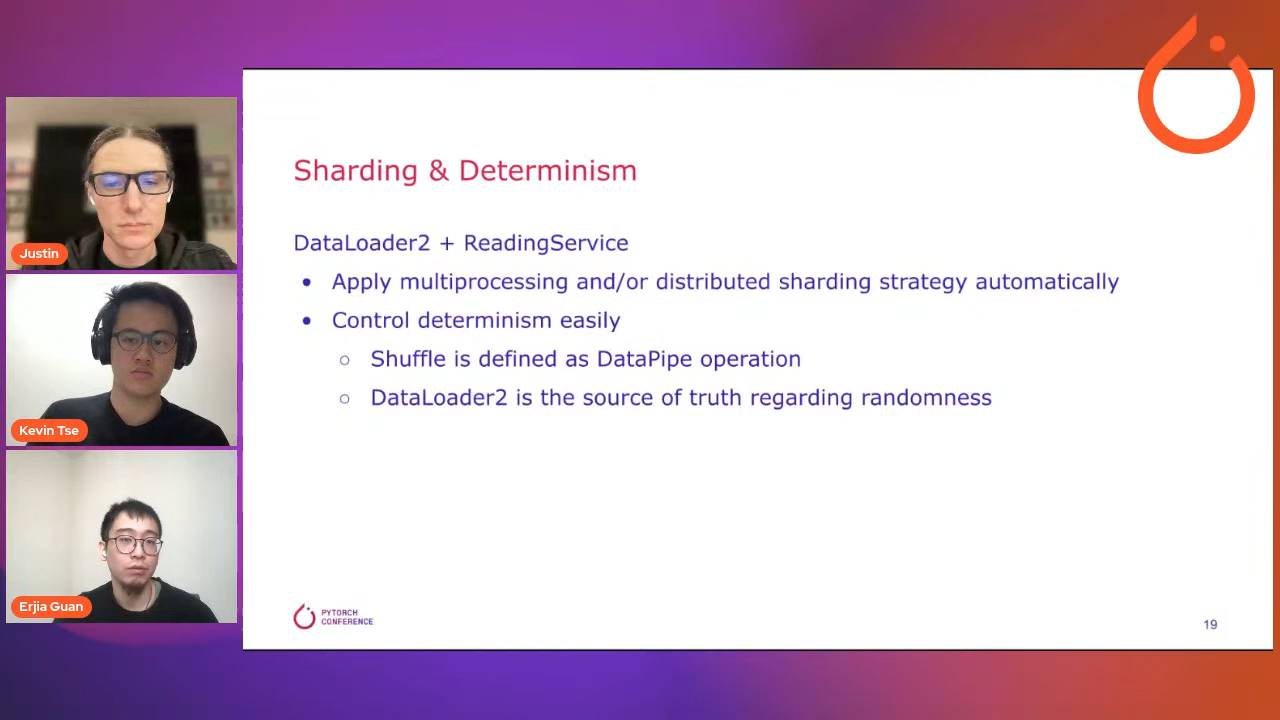 Sharding & Determinism
DataLoader2 + ReadingService
• Apply multiprocessing and/or distributed sharding strategy automatically
• Control determinism easily
○ Shuffle is defined as DataPipe operation
○ DataLoader2 is the source of truth regarding randomness
Justin
Kevin Tse
Erjia Guan
PYTORCH
CONFERENCE
19